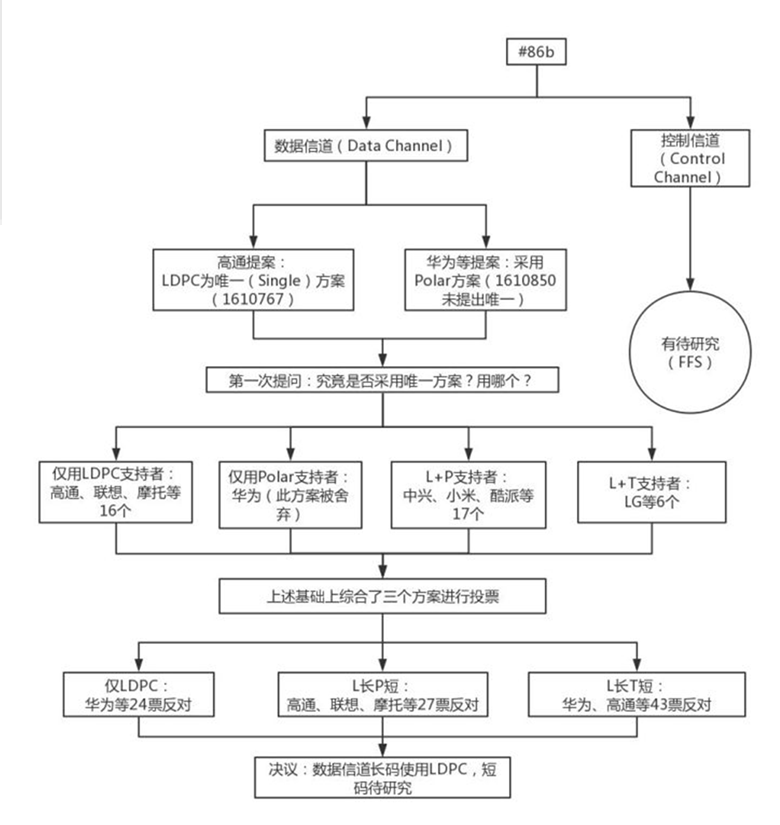 #86b
数据信道（Data Channel）
控制信道
（Control
Channel）
高通提案：
LDPC为唯一（Single）方案
（1610767）
华为等提案：采用
Polar方案（1610850
未提出唯一）
有待研究
（FFS）
第一次提问：究竟是否采用唯一方案？用哪个？
仅用LDPC支持者：
高通、联想、摩托等
16个
仅用Polar支持者：
华为（此方案被舍
弃）
L+P支持者：
中兴、小米、酷派等
17个
L+T支持者：
LG等6个
上述基础上综合了三个方案进行投票
仅LDPC：
华为等24票反对
L长P短：
高通、联想、摩托等27票反对
L长T短：
华为、高通等43票反对
决议：数据信道长码使用LDPC，短
码待研究